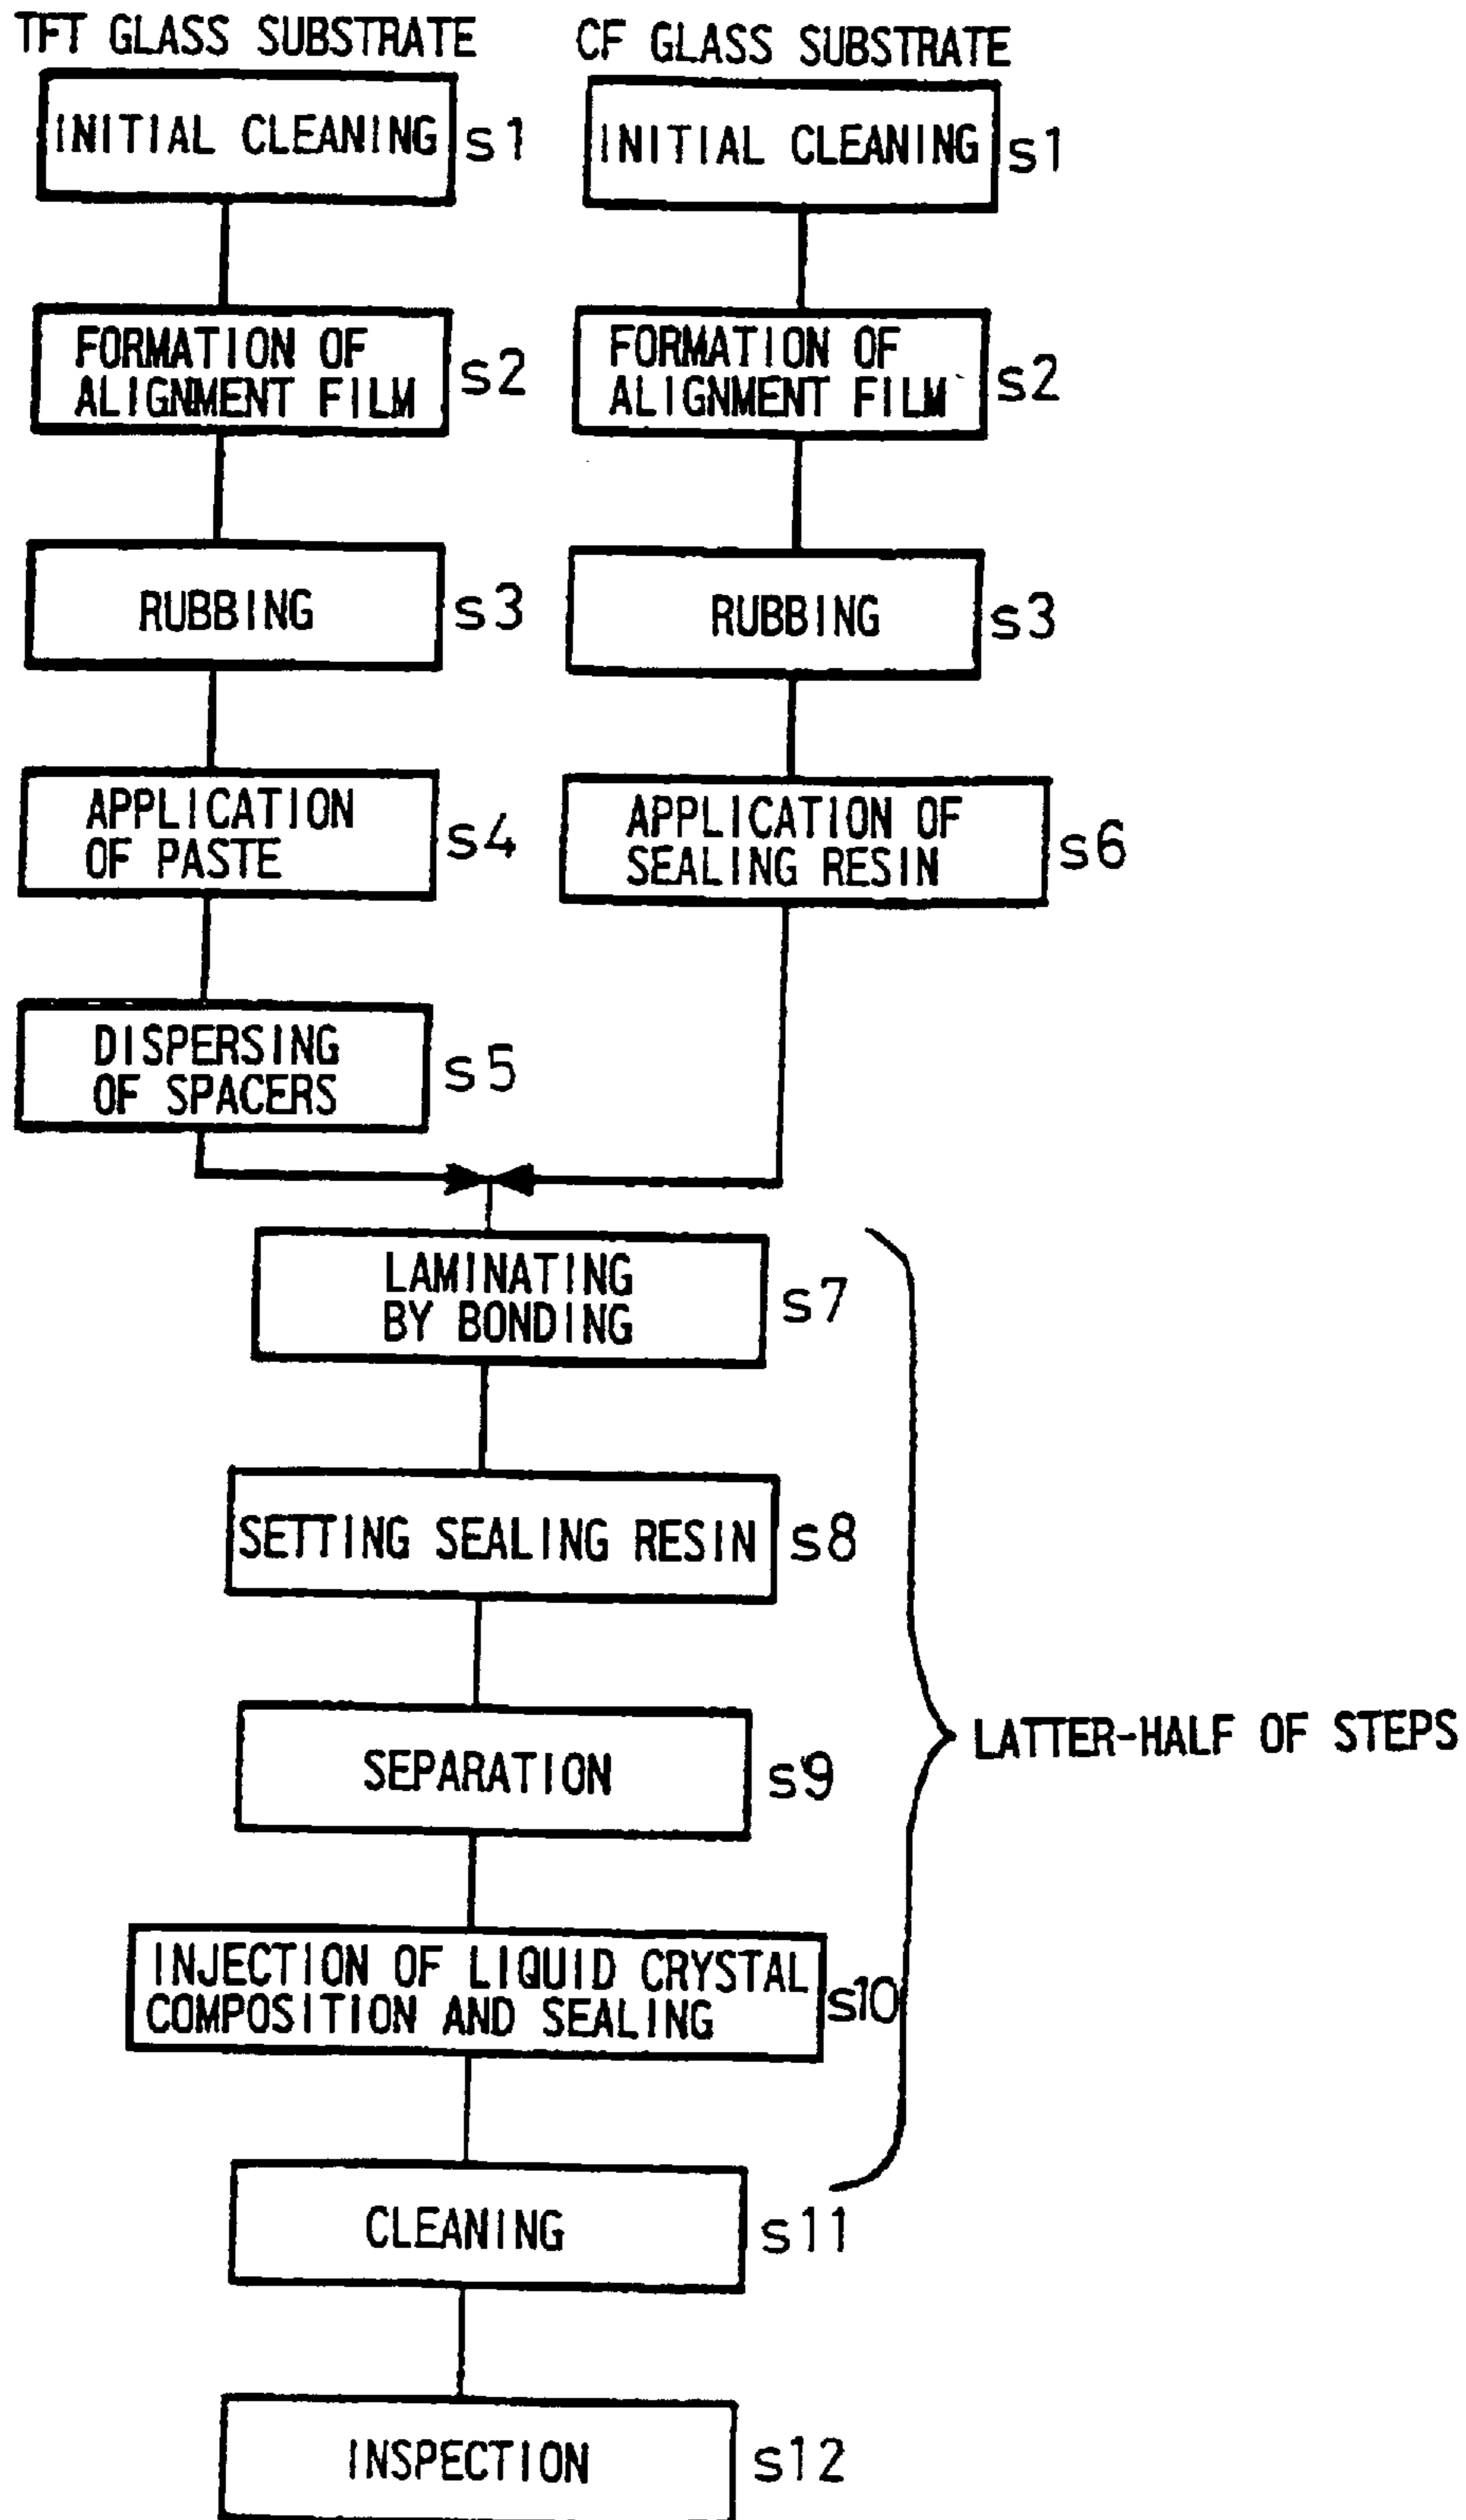 TFT GLASS SUBSTRATE
CF GLASS SUBSTRATE
INITIAL CLEANING s1
INITIAL CLEANING s1
FORMATION OF
ALIGNMENT FILM
s2
FORMATION OF
ALIGNMENT FILM
s2
RUBBING s3
RUBBING s3
APPLICATION
OF PASTE
s4
APPLICATION OF
SEALING RESIN
s6
DISPERSING
OF SPACERS
s5
LAMINATING
BY BONDING
s7
SETTING SEALING RESIN s8
SEPARATION s9
LATTER-HALF OF STEPS
INJECTION OF LIQUID CRYSTAL
COMPOSITION AND SEALING
s10
CLEANING s11
INSPECTION s12